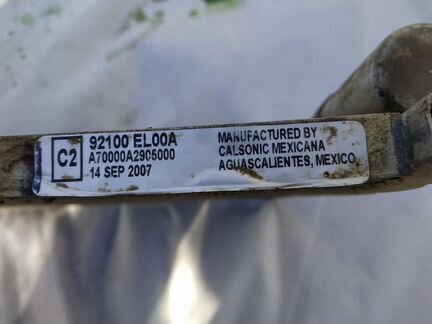 C2
92100 EL00A
A70000A2905000
14 SEP 2007
MANUFACTURED BY
CALSONIC MEXICANA
AGUASCALIENTES, MEXICO